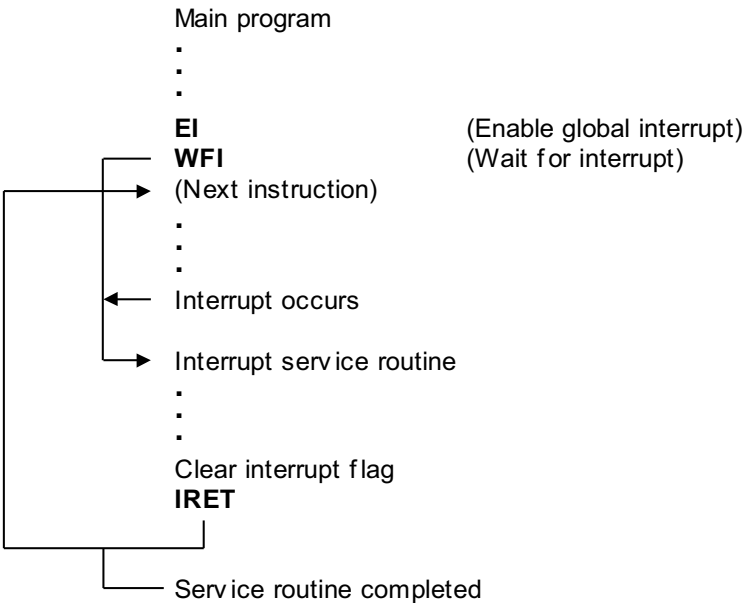 Main program
.
.
.
EI (Enable global interrupt)
WFI (Wait for interrupt)
(Next instruction)
.
.
.
Interrupt occurs
Interrupt service routine
.
.
.
Clear interrupt flag
IRET
Service routine completed